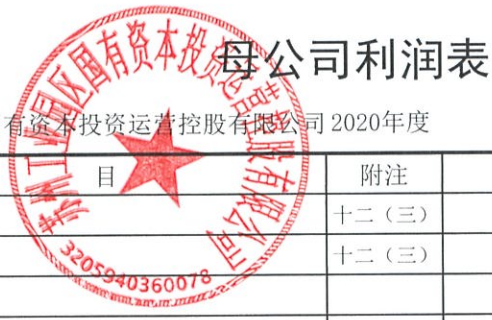 母公司利润表
有资本投资运营控股有限公司2020年度
目 附注
十二（三）
十二（三）
苏州工业园区国有资本投资运营控股有限公司
3205940360078